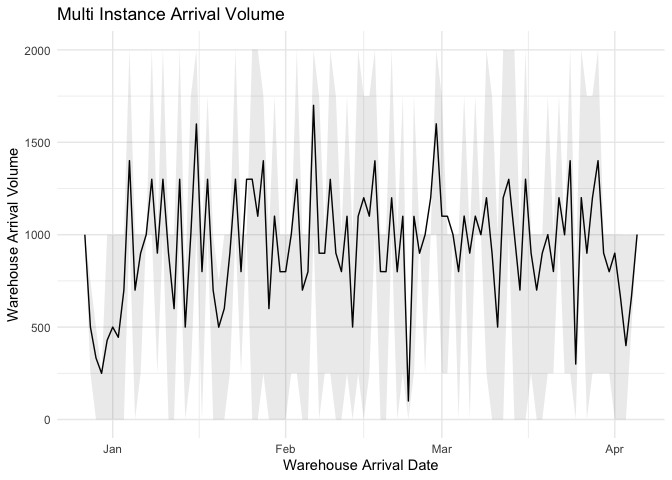 Multi Instance Arrival Volume
2000
1500
1000
500
0
Warehouse Arrival Volume
Jan Feb Mar Apr
Warehouse Arrival Date